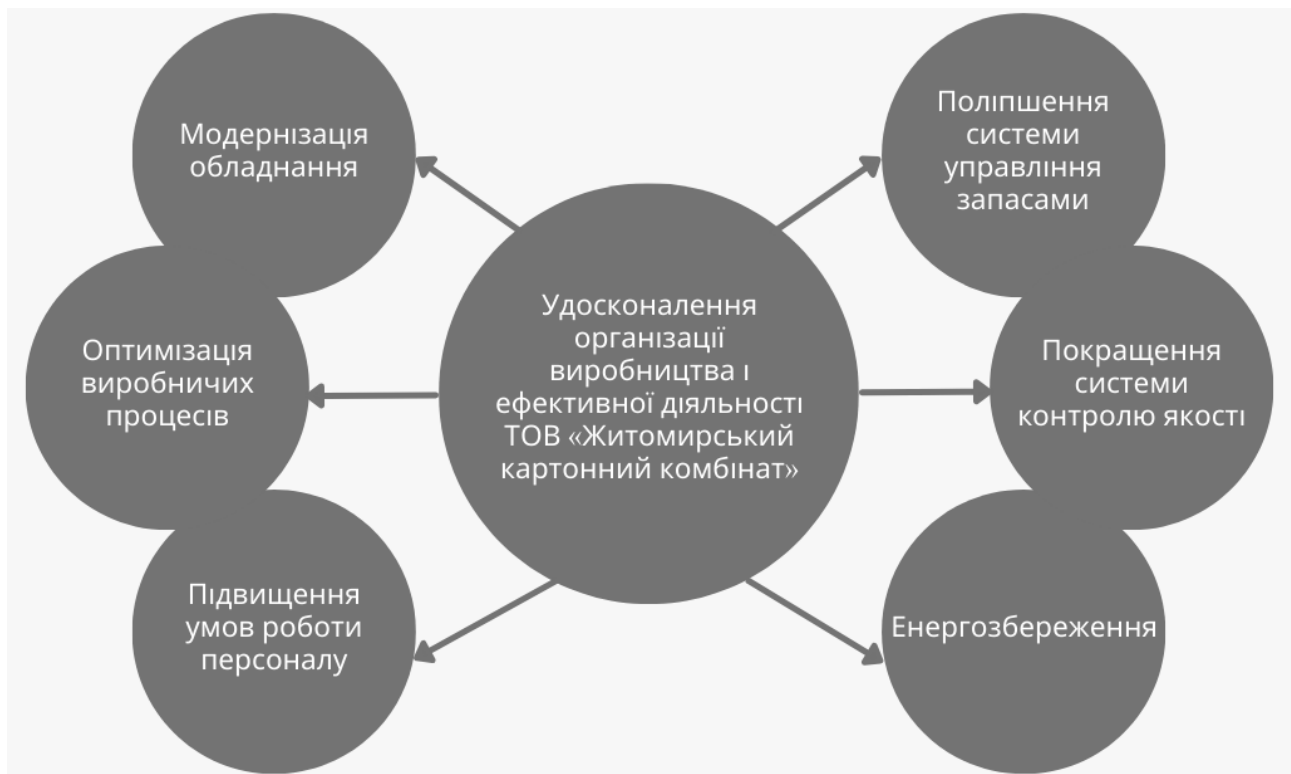 Модернізація
обладнання
Оптимізація
виробничих
процесів
Підвищення
умов роботи
персоналу
Удосконалення
організації
виробництва і
ефективної діяльності
ТОВ «Житомирський
картонний комбінат»
Поліпшення
системи
управління
запасами
Покращення
системи
контролю якості
Енергозбереження